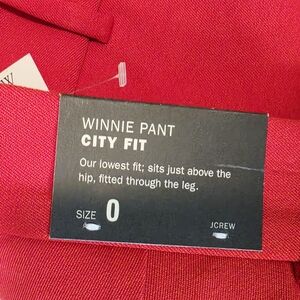 WINNIE PANT
CITY FIT
Our lowest fit; sits just above the
hip, fitted through the leg.
SIZE 0
JCREW